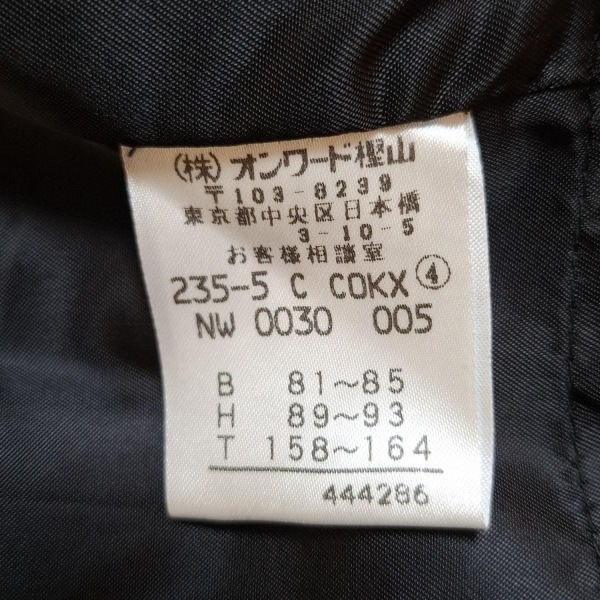 (株)オンワード樫山
〒103-8239
東京都中央区日本橋
3-10-5
お客様相談室
235-5 C COKX ④
NW 0030 005
B 81~85
H 89~93
T 158~164
444286